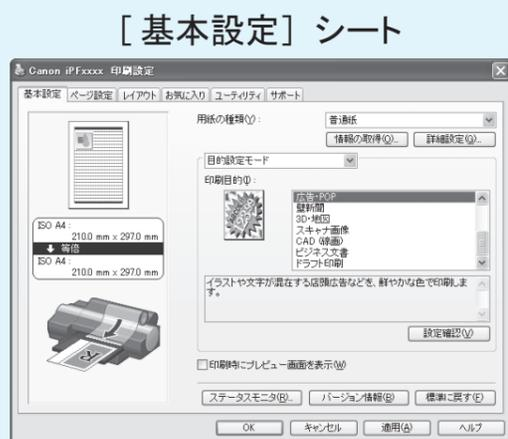 [基本設定] シート
Canon iPFxxxx 印刷設定
基本設定 ページ設定 レイアウト お気に入り ユーティリティ サポート
用紙の種類(Y): 普通紙
情報の取得(Q)... 詳細設定(G)...
目的設定モード
印刷目的(I):
広告・POP
壁新聞
3D・地図
スキャナ画像
CAD (線画)
ビジネス文書
ドラフト印刷
ISO A4 :
210.0 mm x 297.0 mm
等倍
ISO A4 :
210.0 mm x 297.0 mm
イラストや文字が混在する店頭広告などを、鮮やかな色で印刷しま
す。
設定確認(V)
印刷時にプレビュー画面を表示(W)
ステータスモニタ(R)... バージョン情報(B) 標準に戻す(F)
OK キャンセル 適用(A) ヘルプ